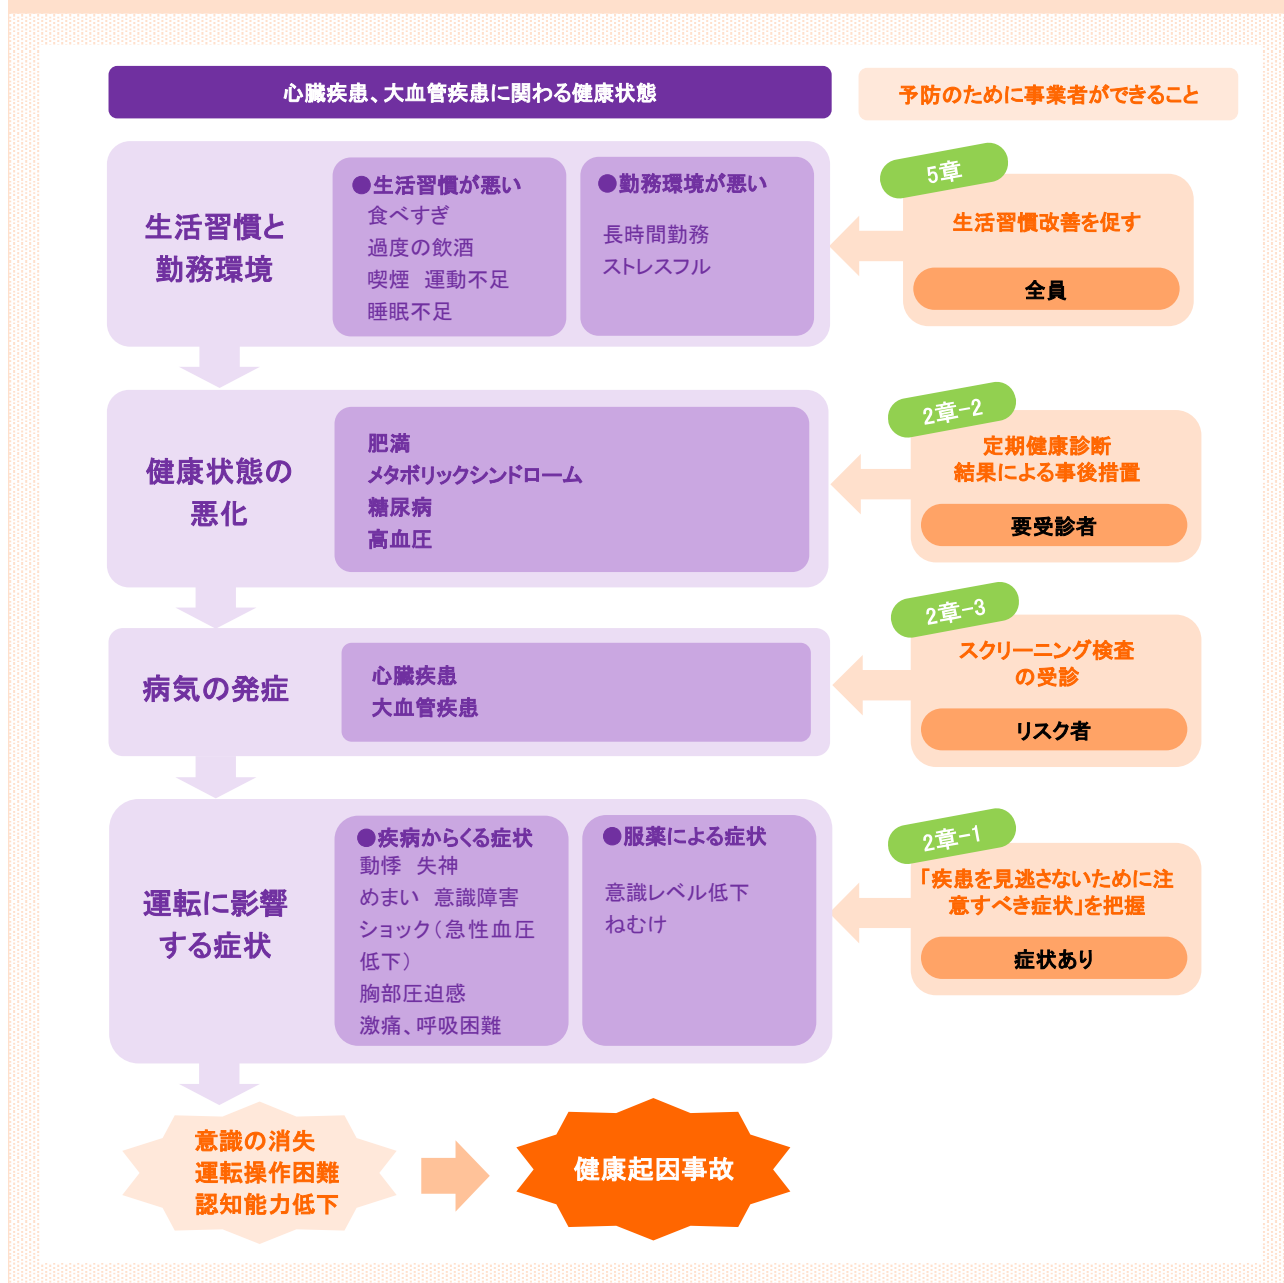 心臓疾患、大血管疾患に関わる健康状態
予防のために事業者ができること
生活習慣と
勤務環境
●生活習慣が悪い
食べすぎ
過度の飲酒
喫煙　運動不足
睡眠不足
●勤務環境が悪い
長時間勤務
ストレスフル
5章
生活習慣改善を促す
全員
健康状態の
悪化
肥満
メタボリックシンドローム
糖尿病
高血圧
2章-2
定期健康診断
結果による事後措置
要受診者
病気の発症
心臓疾患
大血管疾患
2章-3
スクリーニング検査
の受診
リスク者
運転に影響
する症状
●疾病からくる症状
動悸　失神
めまい　意識障害
ショック（急性血圧
低下）
胸部圧迫感
激痛、呼吸困難
●服薬による症状
意識レベル低下
ねむけ
2章-1
「疾患を見逃さないために注
意すべき症状」を把握
症状あり
意識の消失
運転操作困難
認知能力低下
健康起因事故